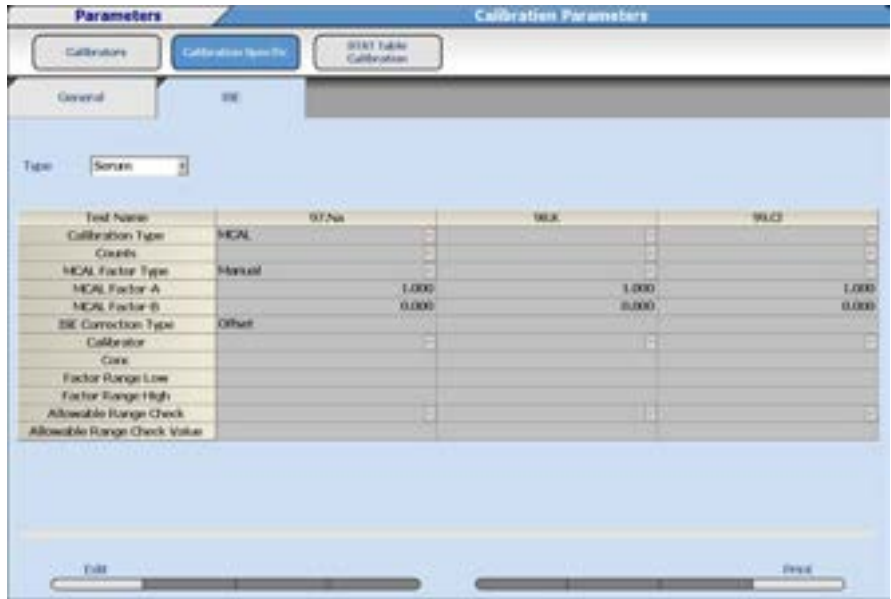 Parameters
Calibration Parameters
Calibrators
Calibration Specific
STAT Table
Calibration
General
ISE
Type
Serum
Test Name 97.Na 98.K 99.Cl
Calibration Type MCAL
Counts
MCAL Factor Type Manual
MCAL Factor-A 1.000 1.000 1.000
MCAL Factor-B 0.000 0.000 0.000
ISE Correction Type Offset
Calibrator
Conc
Factor Range Low
Factor Range High
Allowable Range Check
Allowable Range Check Value
Edit
Print